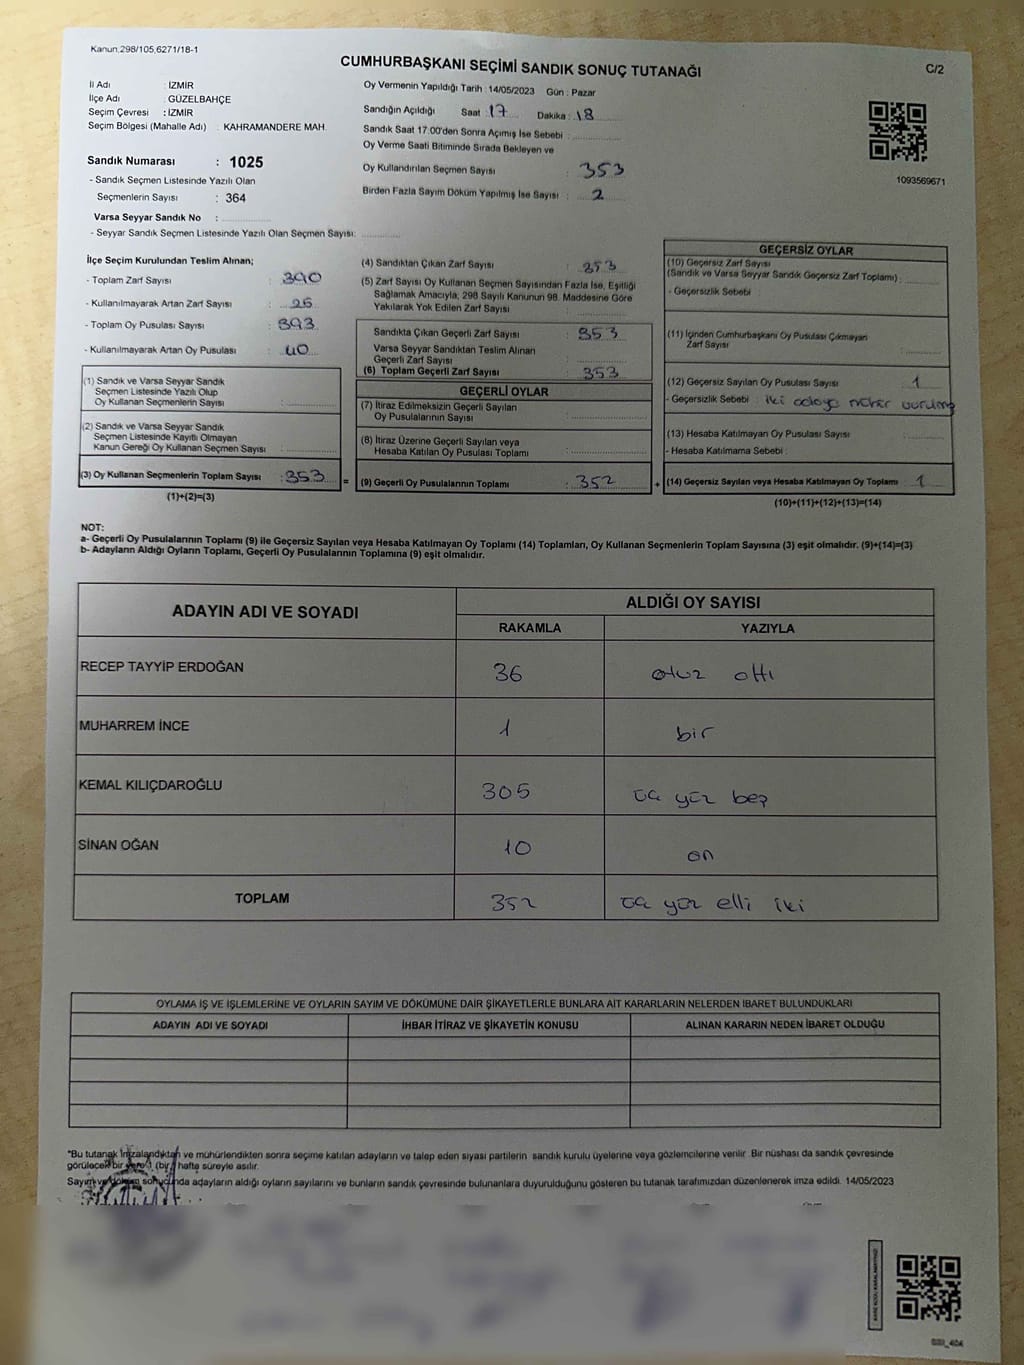 Kanun,298/105,6271/18-1
CUMHURBAŞKANI SEÇİMİ SANDIK SONUÇ TUTANAĞI
C/2
İl Adı : İZMİR
İlçe Adı : GÜZELBAHÇE
Seçim Çevresi : İZMİR
Seçim Bölgesi (Mahalle Adı) : KAHRAMANDERE MAH.
Sandık Numarası : 1025
- Sandık Seçmen Listesinde Yazılı Olan
Seçmenlerin Sayısı : 364
Varsa Seyyar Sandık No :
- Seyyar Sandık Seçmen Listesinde Yazılı Olan Seçmen Sayısı:
Oy Vermenin Yapıldığı Tarih : 14/05/2023 Gün : Pazar
Sandığın Açıldığı Saat : 17 Dakika : 18
Sandık Saat 17.00'den Sonra Açımış İse Sebebi :
Oy Verme Saati Bitiminde Sırada Bekleyen ve
Oy Kullandırılan Seçmen Sayısı : 353
Birden Fazla Sayım Döküm Yapılmış İse Sayısı : 2
1093569671
İlçe Seçim Kurulundan Teslim Alınan;
- Toplam Zarf Sayısı : 390
- Kullanılmayarak Artan Zarf Sayısı : 26
- Toplam Oy Pusulası Sayısı : 393
- Kullanılmayarak Artan Oy Pusulası : 40
(1) Sandık ve Varsa Seyyar Sandık
Seçmen Listesinde Yazılı Olup
Oy Kullanan Seçmenlerin Sayısı :
(2) Sandık ve Varsa Seyyar Sandık
Seçmen Listesinde Kayıtlı Olmayan
Kanun Gereği Oy Kullanan Seçmen Sayısı :
(3) Oy Kullanan Seçmenlerin Toplam Sayısı : 353
(1)+(2)=(3)
=
(4) Sandıktan Çıkan Zarf Sayısı : 353
(5) Zarf Sayısı Oy Kullanan Seçmen Sayısından Fazla İse, Eşitliği
Sağlamak Amacıyla; 298 Sayılı Kanunun 98. Maddesine Göre
Yakılarak Yok Edilen Zarf Sayısı :
Sandıkta Çıkan Geçerli Zarf Sayısı : 353
Varsa Seyyar Sandıktan Teslim Alınan
Geçerli Zarf Sayısı :
(6) Toplam Geçerli Zarf Sayısı : 353
GEÇERLİ OYLAR
(7) İtiraz Edilmeksizin Geçerli Sayılan
Oy Pusulalarının Sayısı :
(8) İtiraz Üzerine Geçerli Sayılan veya
Hesaba Katılan Oy Pusulası Toplamı :
(9) Geçerli Oy Pusulalarının Toplamı : 352
+
GEÇERSİZ OYLAR
(10) Geçersiz Zarf Sayısı
(Sandık ve Varsa Seyyar Sandık Geçersiz Zarf Toplamı) :
- Geçersizlik Sebebi :
(11) İçinden Cumhurbaşkanı Oy Pusulası Çıkmayan
Zarf Sayısı :
(12) Geçersiz Sayılan Oy Pusulası Sayısı : 1
- Geçersizlik Sebebi : iki adaya mühür
(13) Hesaba Katılmayan Oy Pusulası Sayısı :
- Hesaba Katılmama Sebebi :
(14) Geçersiz Sayılan veya Hesaba Katılmayan Oy Toplamı : 1
(10)+(11)+(12)+(13)=(14)
NOT:
a- Geçerli Oy Pusulalarının Toplamı (9) ile Geçersiz Sayılan veya Hesaba Katılmayan Oy Toplamı (14) Toplamları, Oy Kullanan Seçmenlerin Toplam Sayısına (3) eşit olmalıdır. (9)+(14)=(3)
b- Adayların Aldığı Oyların Toplamı, Geçerli Oy Pusulalarının Toplamına (9) eşit olmalıdır.
ADAYIN ADI VE SOYADI
ALDIĞI OY SAYISI
RAKAMLA YAZIYLA
RECEP TAYYİP ERDOĞAN 36 otuz altı
MUHARREM İNCE 1 bir
KEMAL KILIÇDAROĞLU 305 üç yüz beş
SİNAN OĞAN 10 on
TOPLAM 352 üç yüz elli iki
OYLAMA İŞ VE İŞLEMLERİNE VE OYLARIN SAYIM VE DÖKÜMÜNE DAİR ŞİKAYETLERLE BUNLARA AİT KARARLARIN NELERDEN İBARET BULUNDUKLARI
ADAYIN ADI VE SOYADI İHBAR İTİRAZ VE ŞİKAYETİN KONUSU ALINAN KARARIN NEDEN İBARET OLDUĞU
*Bu tutanak İmzalandıktan ve mühürlendikten sonra seçime katılan adayların ve talep eden siyasi partilerin sandık kurulu üyelerine veya gözlemcilerine verilir. Bir nüshası da sandık çevresinde
görülecek bir yere 1 (bir) hafta süreyle asılır.
Sayım ve döküm sonucunda adayların aldığı oyların sayılarını ve bunların sandık çevresinde bulunanlara duyurulduğunu gösteren bu tutanak tarafımızdan düzenlenerek imza edildi. 14/05/2023